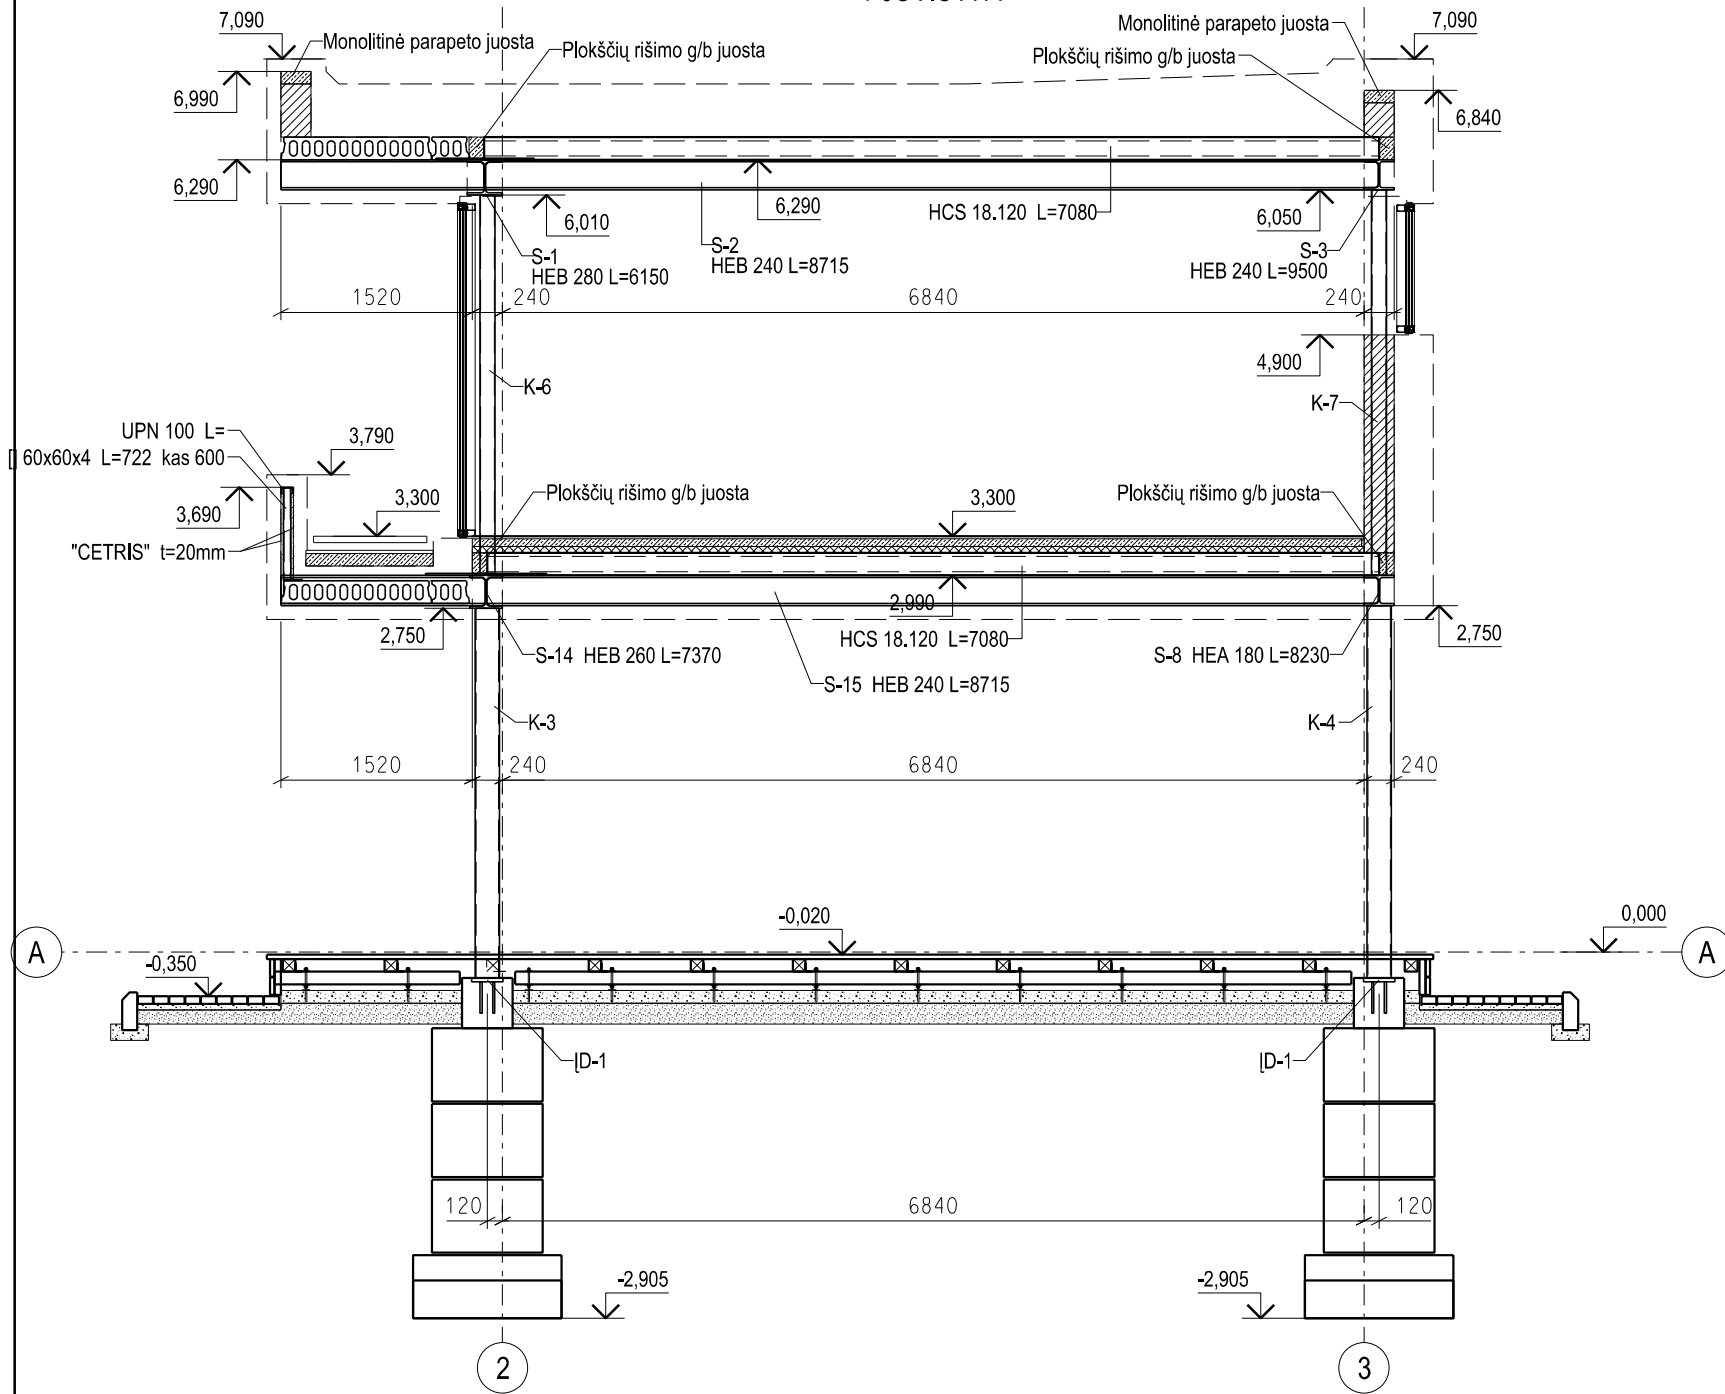 7,090
Monolitinė parapeto juosta
Plokščių rišimo g/b juosta
Monolitinė parapeto juosta
Plokščių rišimo g/b juosta
7,090
6,990
6,840
6,290
6,010
6,290
HCS 18.120 L=7080
6,050
S-1
HEB 280 L=6150
S-2
HEB 240 L=8715
S-3
HEB 240 L=9500
1520
240
6840
240
4,900
K-6
K-7
UPN 100 L=
60x60x4 L=722 kas 600
3,790
3,690
3,300
Plokščių rišimo g/b juosta
3,300
Plokščių rišimo g/b juosta
"CETRIS" t=20mm
2,990
2,750
HCS 18.120 L=7080
2,750
S-14 HEB 260 L=7370
S-8 HEA 180 L=8230
S-15 HEB 240 L=8715
K-3
K-4
1520
240
6840
240
-0,020
0,000
A
A
-0,350
ĮD-1
ĮD-1
120
6840
120
-2,905
-2,905
2
3